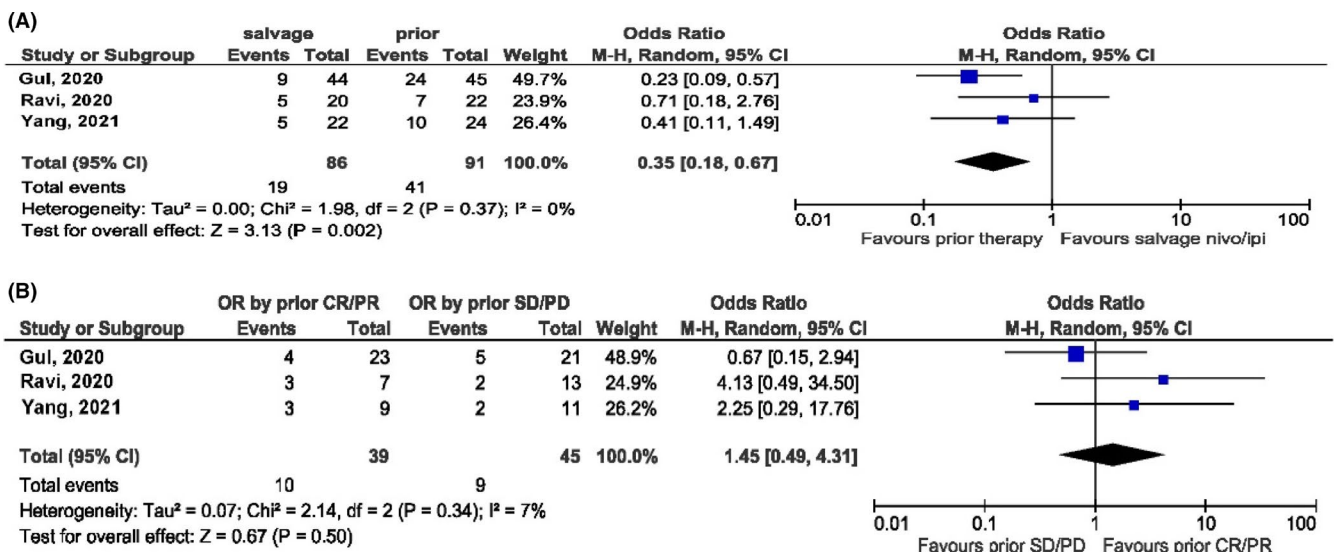 (A)
salvage prior Odds Ratio Odds Ratio
Study or Subgroup Events Total Events Total Weight M-H, Random, 95% CI M-H, Random, 95% CI
Gul, 2020 9 44 24 45 49.7% 0.23 [0.09, 0.57]
Ravi, 2020 5 20 7 22 23.9% 0.71 [0.18, 2.76]
Yang, 2021 5 22 10 24 26.4% 0.41 [0.11, 1.49]
Total (95% CI) 86 91 100.0% 0.35 [0.18, 0.67]
Total events 19 41
Heterogeneity: Tau² = 0.00; Chi² = 1.98, df = 2 (P = 0.37); I² = 0%
Test for overall effect: Z = 3.13 (P = 0.002)
0.01 0.1 1 10 100
Favours prior therapy Favours salvage nivo/ipi
(B)
OR by prior CR/PR OR by prior SD/PD Odds Ratio Odds Ratio
Study or Subgroup Events Total Events Total Weight M-H, Random, 95% CI M-H, Random, 95% CI
Gul, 2020 4 23 5 21 48.9% 0.67 [0.15, 2.94]
Ravi, 2020 3 7 2 13 24.9% 4.13 [0.49, 34.50]
Yang, 2021 3 9 2 11 26.2% 2.25 [0.29, 17.76]
Total (95% CI) 39 45 100.0% 1.45 [0.49, 4.31]
Total events 10 9
Heterogeneity: Tau² = 0.07; Chi² = 2.14, df = 2 (P = 0.34); I² = 7%
Test for overall effect: Z = 0.67 (P = 0.50)
0.01 0.1 1 10 100
Favours prior SD/PD Favours prior CR/PR